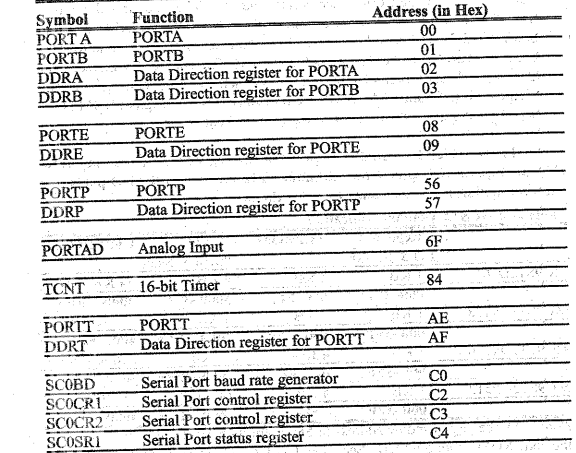 Symbol Function Address (in Hex)
PORT A PORTA 00
PORTB PORTB 01
DDRA Data Direction register for PORTA 02
DDRB Data Direction register for PORTB 03
PORTE PORTE 08
DDRE Data Direction register for PORTE 09
PORTP PORTP 56
DDRP Data Direction register for PORTP 57
PORTAD Analog Input 6F
TCNT 16-bit Timer 84
PORTT PORTT AE
DDRT Data Direction register for PORTT AF
SC0BD Serial Port baud rate generator C0
SC0CR1 Serial Port control register C2
SC0CR2 Serial Port control register C3
SC0SR1 Serial Port status register C4